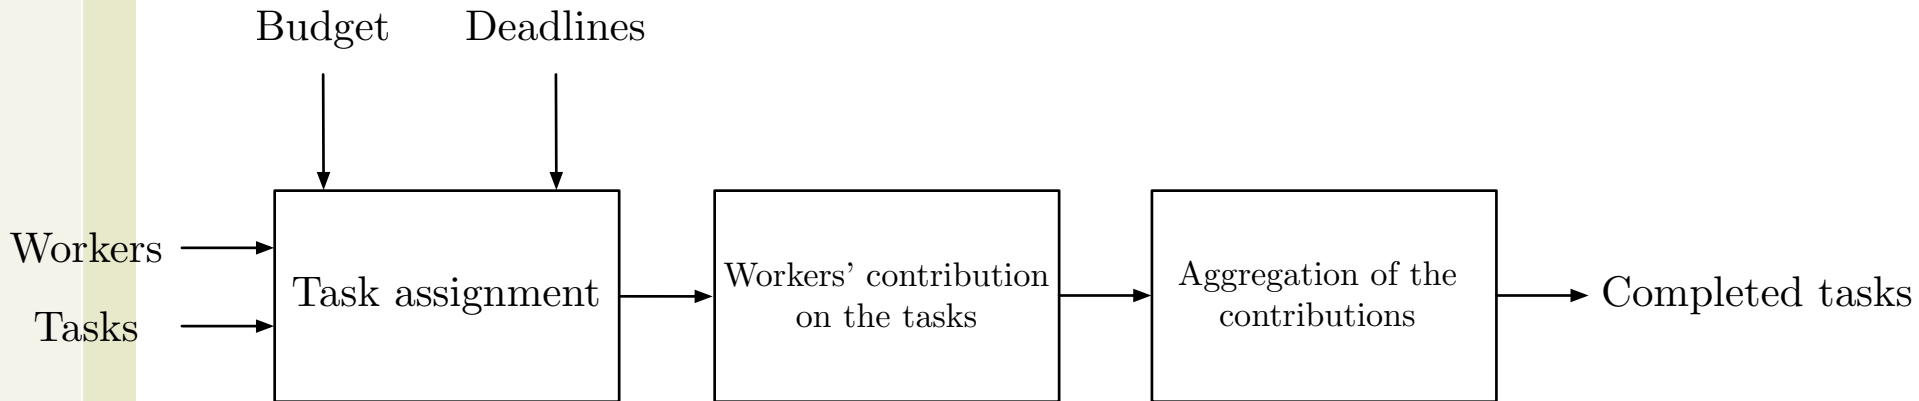 Budget
Deadlines
Workers
Tasks
Task assignment
Workers' contribution
on the tasks
Aggregation of the
contributions
Completed tasks